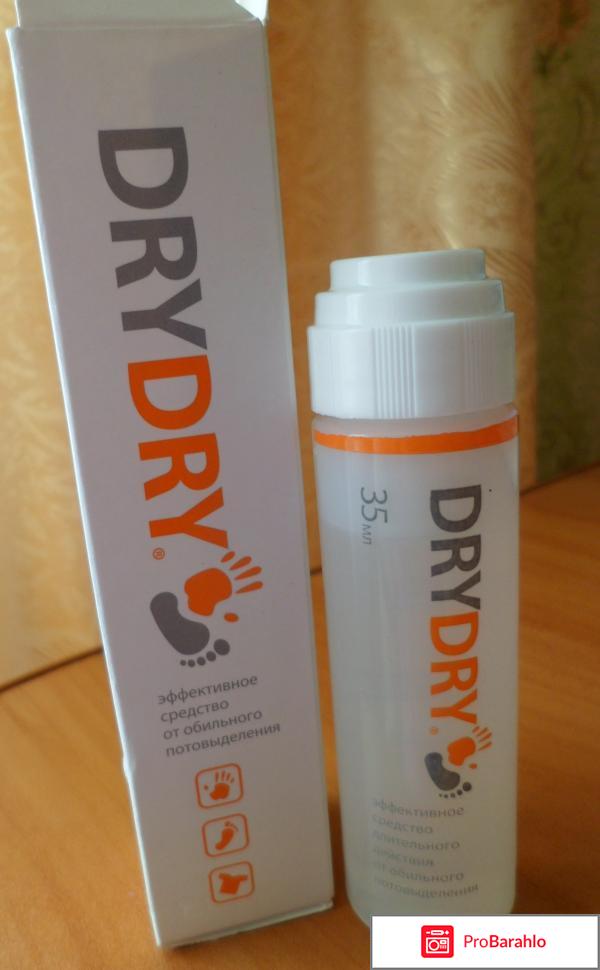 DRYDRY®
эффективное
средство
от обильного
потовыделения
35 мл
DRYDRY®
эффективное
средство
длительного
действия
от обильного
потовыделения
ProBarahlo